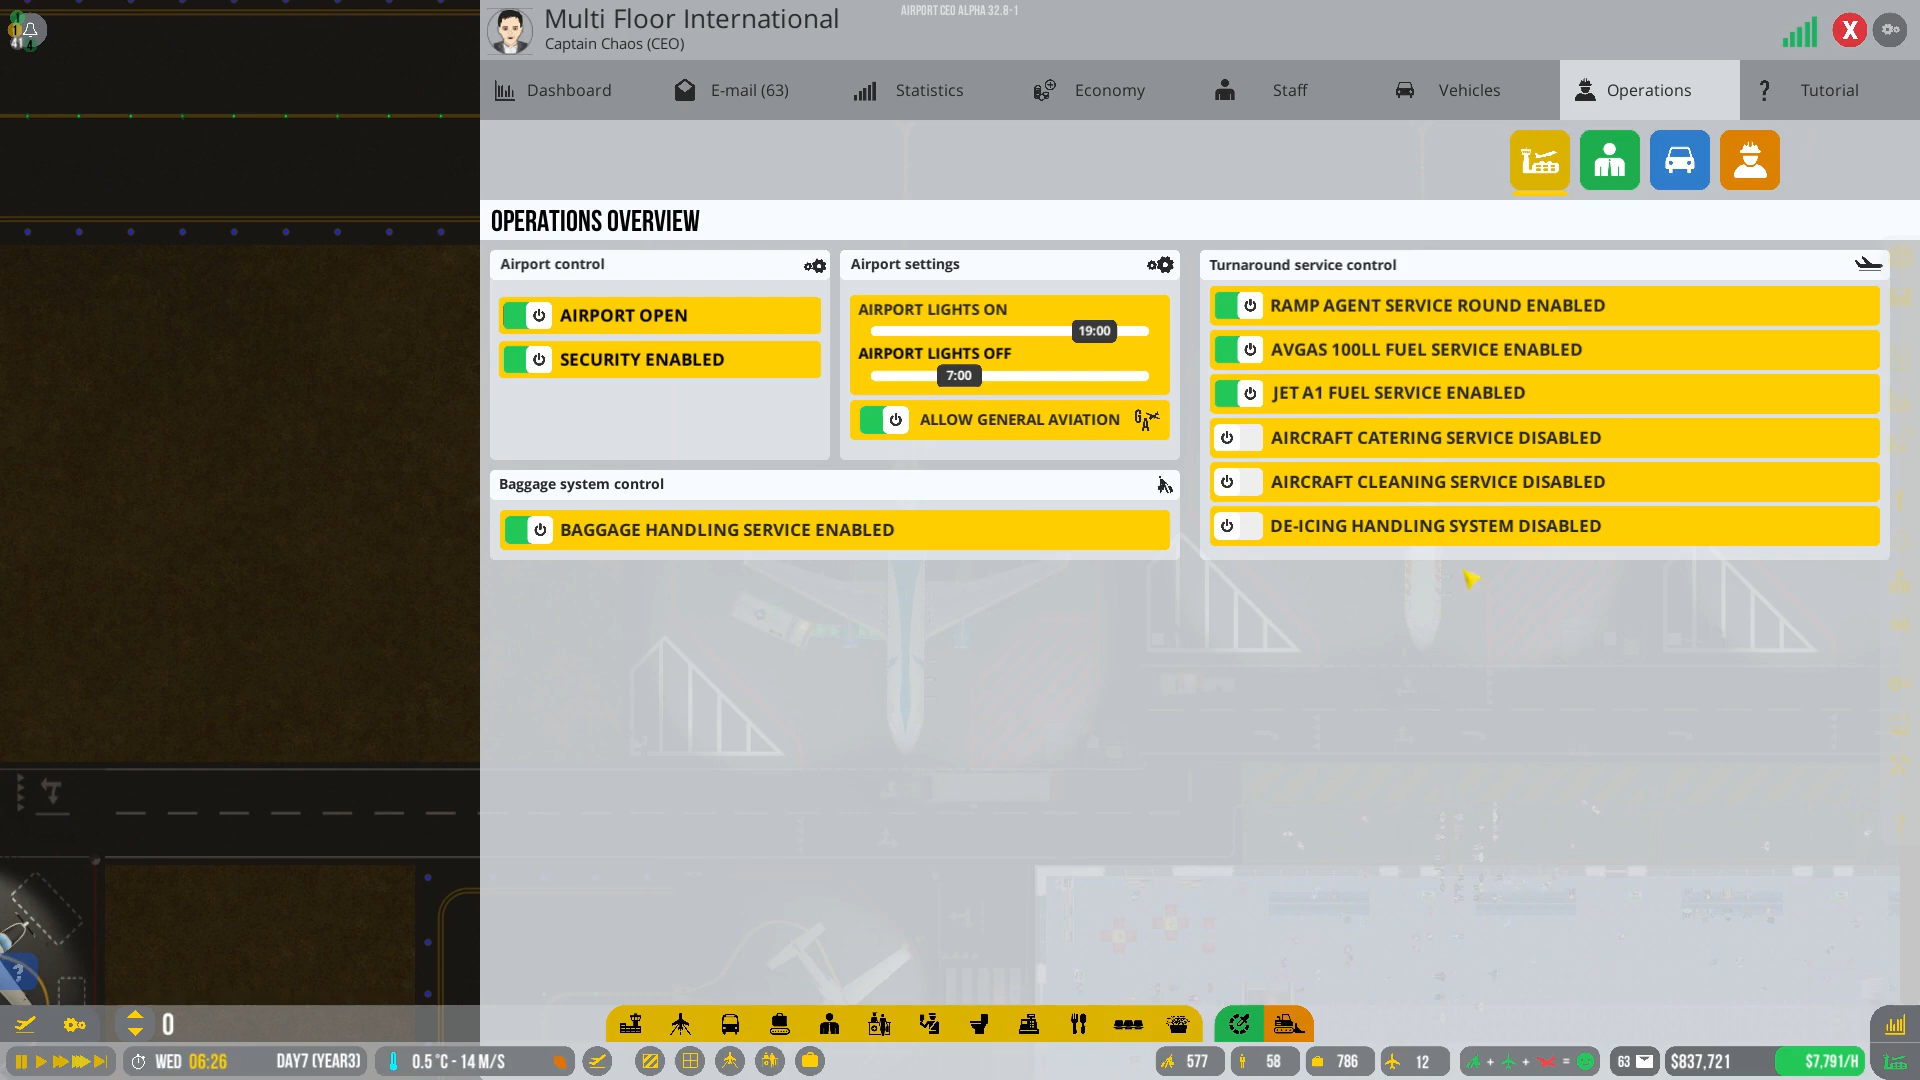 AIRPORT CEO ALPHA 32.8-1
Multi Floor International
Captain Chaos (CEO)
X
Dashboard
E-mail (63)
Statistics
Economy
Staff
Vehicles
Operations
? Tutorial
OPERATIONS OVERVIEW
Airport control
AIRPORT OPEN
SECURITY ENABLED
Airport settings
AIRPORT LIGHTS ON
19:00
AIRPORT LIGHTS OFF
7:00
ALLOW GENERAL AVIATION GA
Baggage system control
BAGGAGE HANDLING SERVICE ENABLED
Turnaround service control
RAMP AGENT SERVICE ROUND ENABLED
AVGAS 100LL FUEL SERVICE ENABLED
JET A1 FUEL SERVICE ENABLED
AIRCRAFT CATERING SERVICE DISABLED
AIRCRAFT CLEANING SERVICE DISABLED
DE-ICING HANDLING SYSTEM DISABLED
?
0
WED 06:26 DAY7 (YEAR3)
0.5 °C - 14 M/S
577
58
786
12
+ + =
63
$837,721
$7,791/H